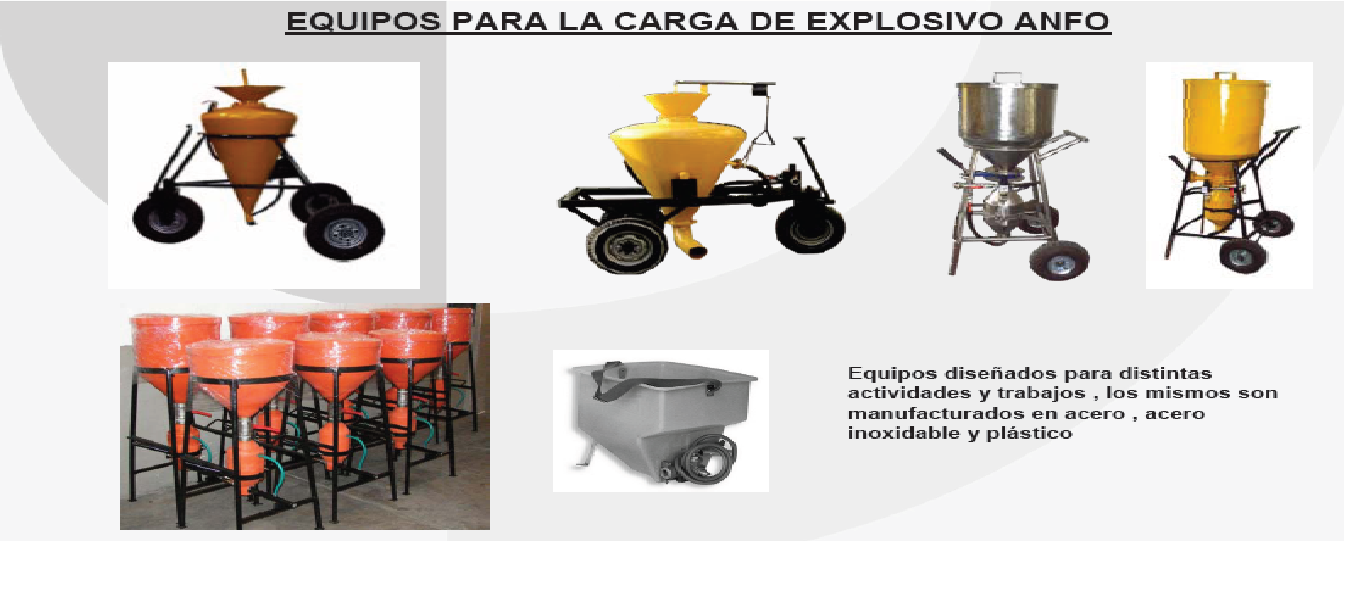 EQUIPOS PARA LA CARGA DE EXPLOSIVO ANFO
Equipos diseñados para distintas
actividades y trabajos , los mismos son
manufacturados en acero , acero
inoxidable y plástico